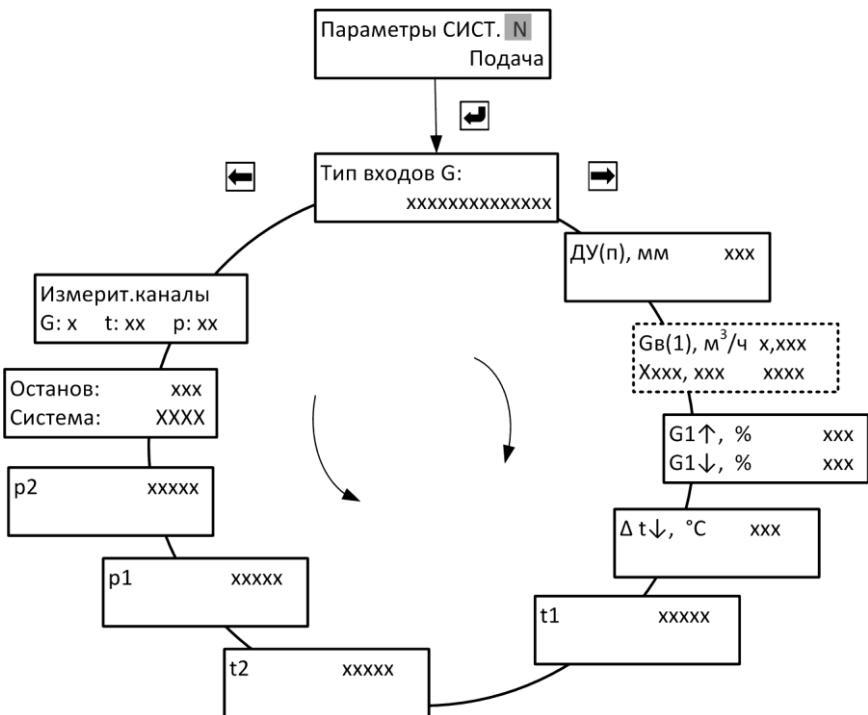 Параметры СИСТ. N
Подача
Тип входов G:
xxxxxxxxxxxxxx
ДУ(п), мм xxx
Gв(1), м³/ч x,xxx
Xxxx, xxx xxxx
G1↑, % xxx
G1↓, % xxx
Δ t↓, °C xxx
t1 xxxxx
t2 xxxxx
p1 xxxxx
p2 xxxxx
Останов: xxx
Система: XXXX
Измерит.каналы
G: x t: xx p: xx